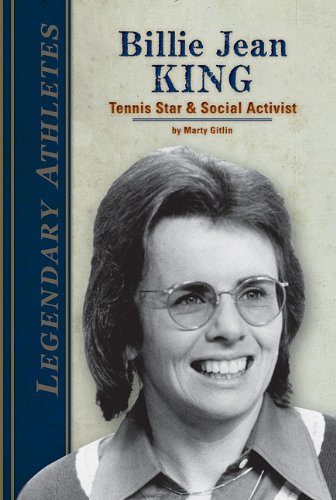 Billie Jean
KING
Tennis Star & Social Activist
by Marty Gitlin
LEGENDARY ATHLETES